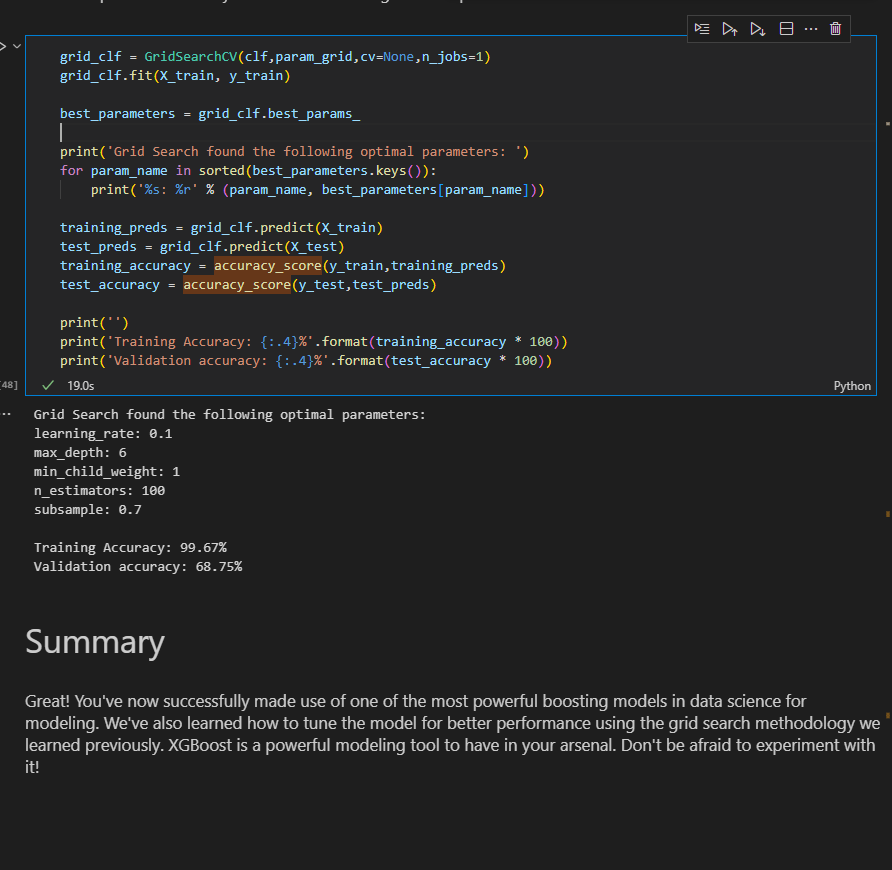 grid_clf = GridSearchCV(clf,param_grid,cv=None,n_jobs=1)
grid_clf.fit(X_train, y_train)
best_parameters = grid_clf.best_params_
print('Grid Search found the following optimal parameters: ')
for param_name in sorted(best_parameters.keys()):
    print('%s: %r' % (param_name, best_parameters[param_name]))
training_preds = grid_clf.predict(X_train)
test_preds = grid_clf.predict(X_test)
training_accuracy = accuracy_score(y_train,training_preds)
test_accuracy = accuracy_score(y_test,test_preds)
print('')
print('Training Accuracy: {:.4}%'.format(training_accuracy * 100))
print('Validation accuracy: {:.4}%'.format(test_accuracy * 100))
48] 19.0s Python
Grid Search found the following optimal parameters:
learning_rate: 0.1
max_depth: 6
min_child_weight: 1
n_estimators: 100
subsample: 0.7
Training Accuracy: 99.67%
Validation accuracy: 68.75%
Summary
Great! You've now successfully made use of one of the most powerful boosting models in data science for
modeling. We've also learned how to tune the model for better performance using the grid search methodology we
learned previously. XGBoost is a powerful modeling tool to have in your arsenal. Don't be afraid to experiment with
it!